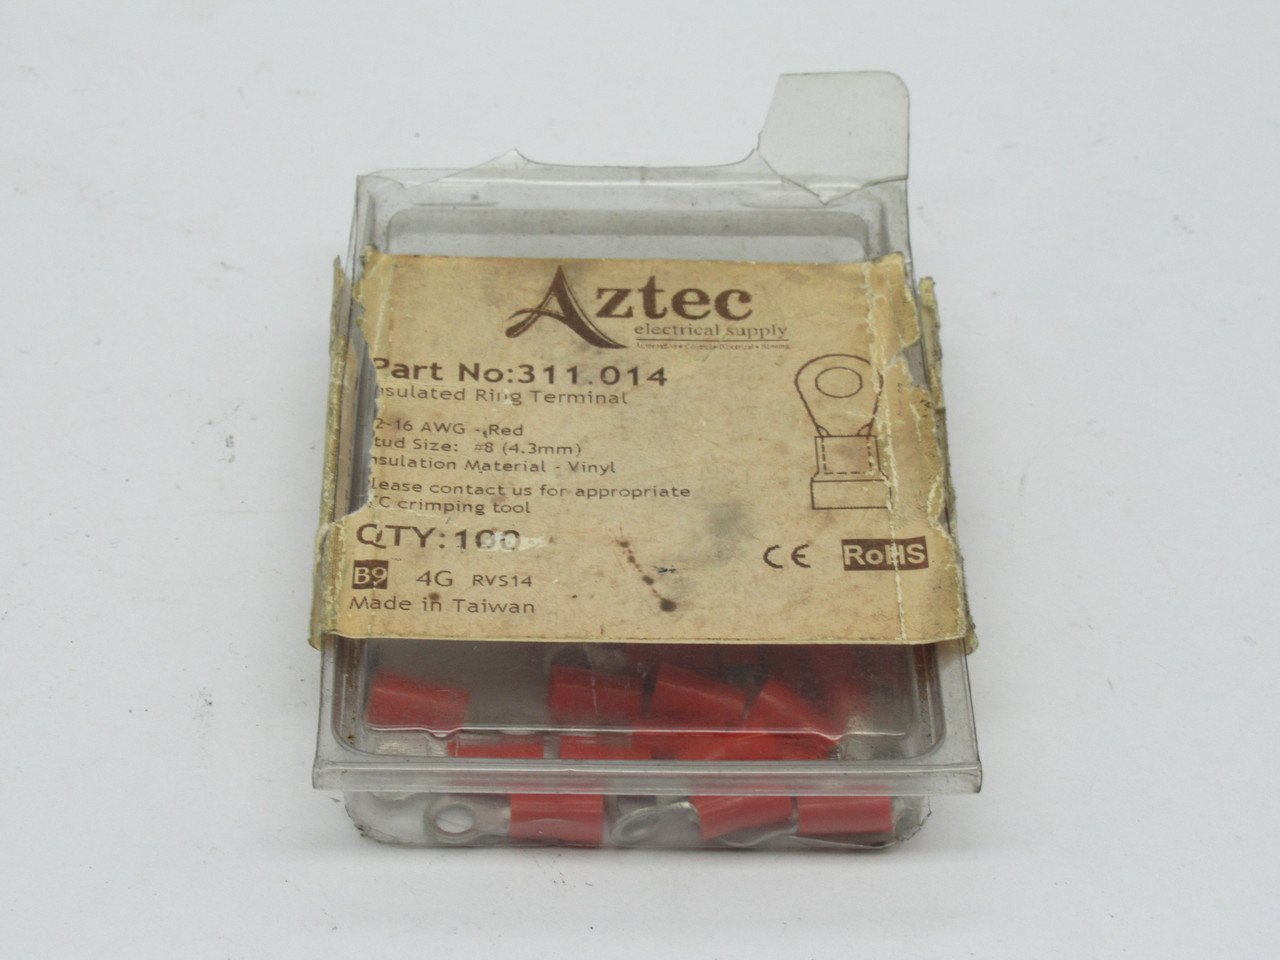 Aztec
electrical supply
Part No:311.014
nsulated Ring Terminal
2-16 AWG - Red
tud Size: #8 (4.3mm)
nsulation Material - Vinyl
lease contact us for appropriate
TC crimping tool
QTY:100
CE RoHS
B9 4G RVS14
Made in Taiwan